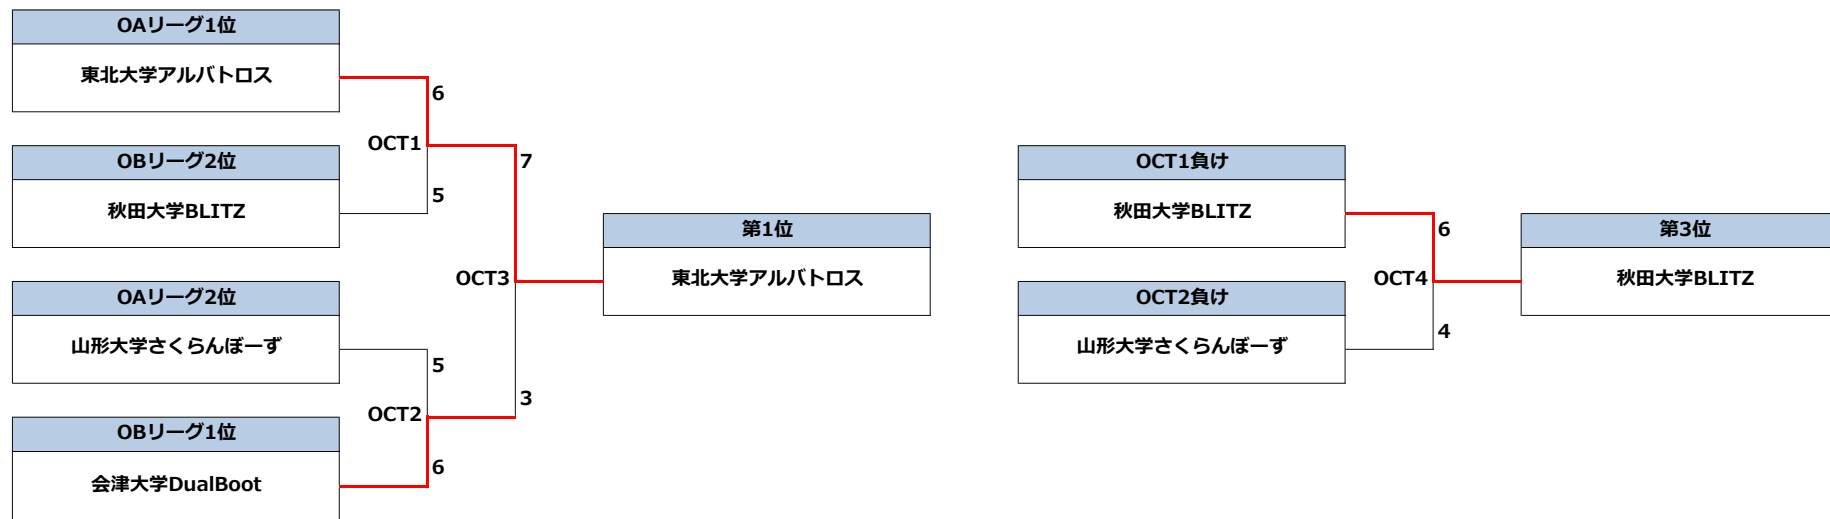 OAリーグ1位
東北大学アルバトロス
6
OCT1
OBリーグ2位
秋田大学BLITZ
5
7
OCT3
第1位
東北大学アルバトロス
OAリーグ2位
山形大学さくらんぼーず
5
OCT2
3
OBリーグ1位
会津大学DualBoot
6
OCT1負け
秋田大学BLITZ
6
OCT4
OCT2負け
山形大学さくらんぼーず
4
第3位
秋田大学BLITZ